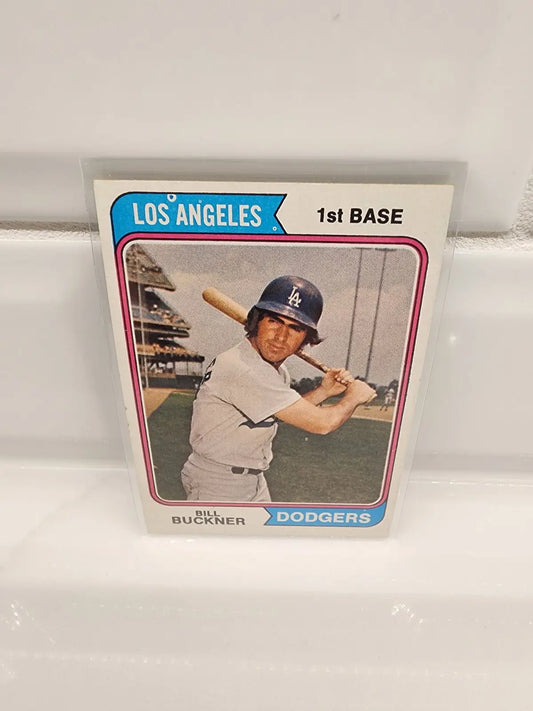 LOS ANGELES
1st BASE
LA
BILL
BUCKNER
DODGERS